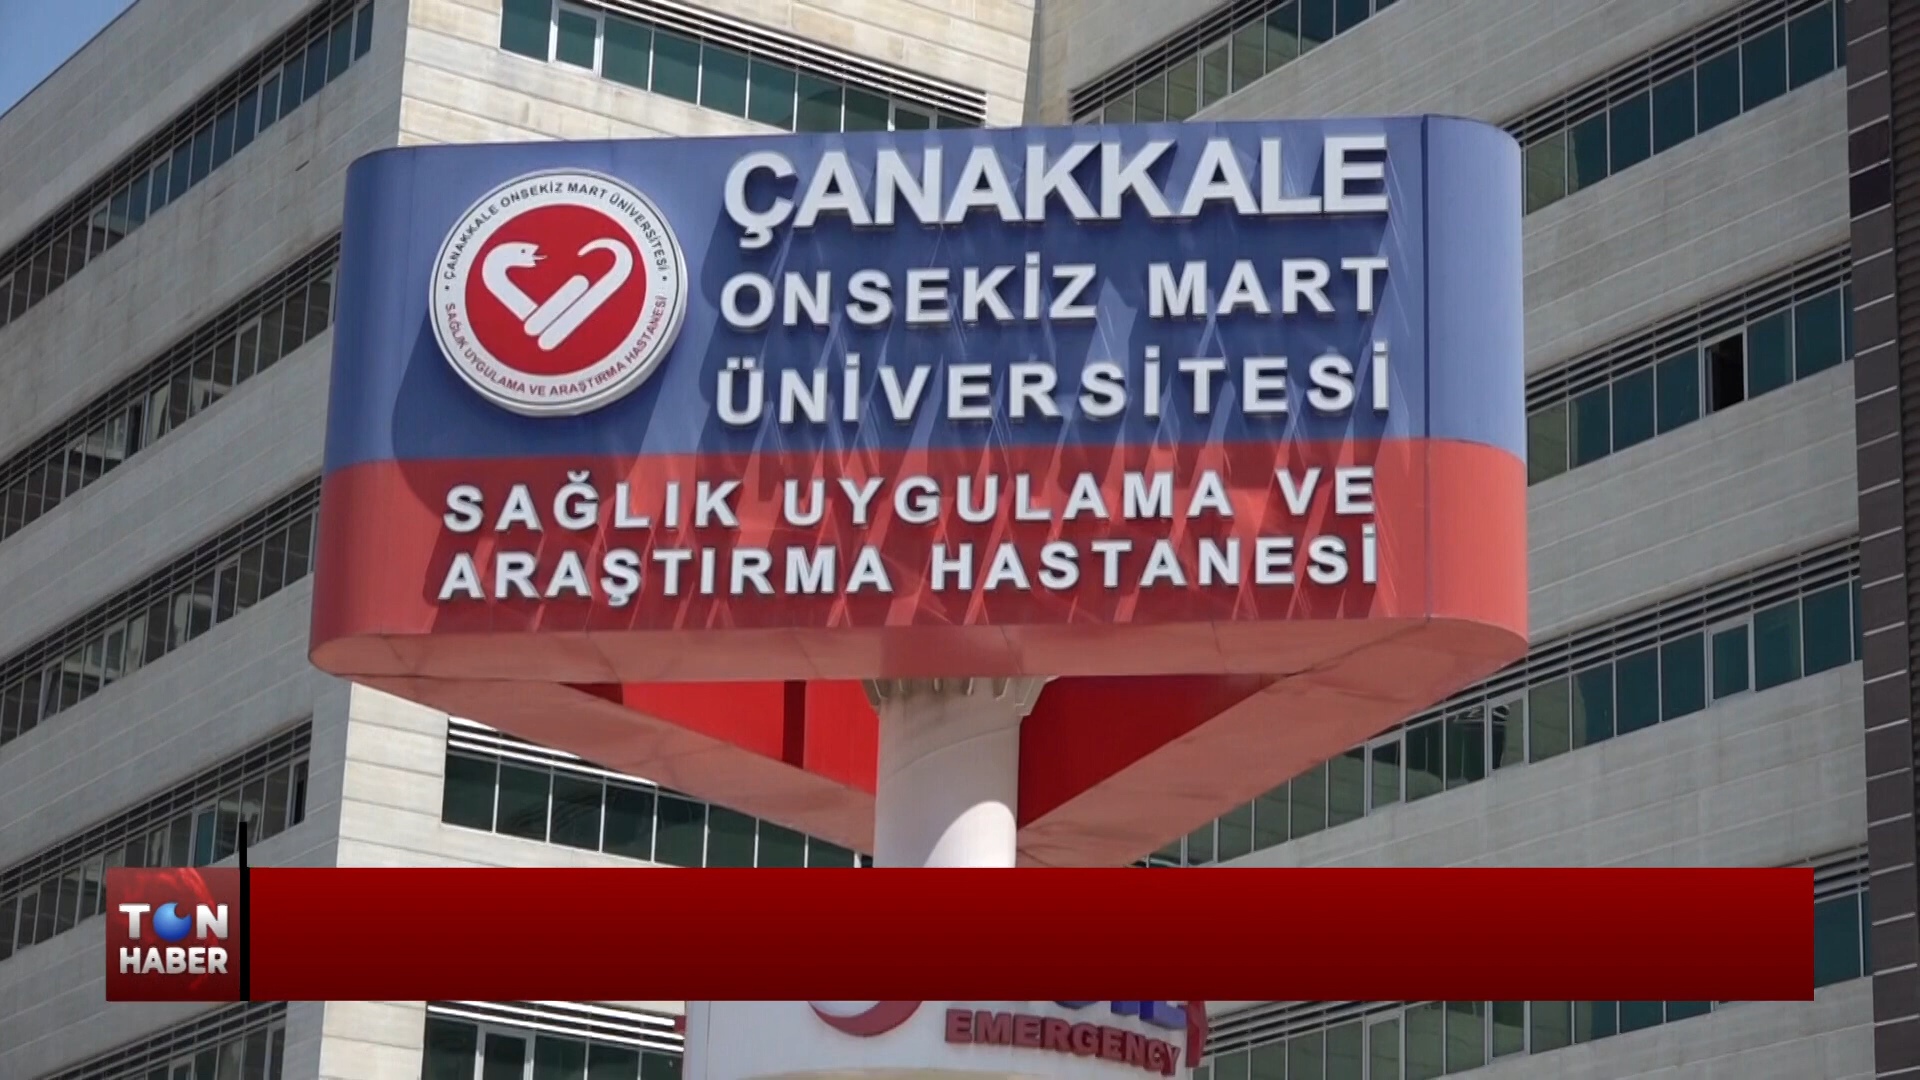 ÇANAKKALE ONSEKİZ MART ÜNİVERSİTESİ
SAĞLIK UYGULAMA VE ARAŞTIRMA HASTANESİ
ÇANAKKALE
ONSEKİZ MART
ÜNİVERSİTESİ
SAĞLIK UYGULAMA VE
ARAŞTIRMA HASTANESİ
TON
HABER
EMERGENCY